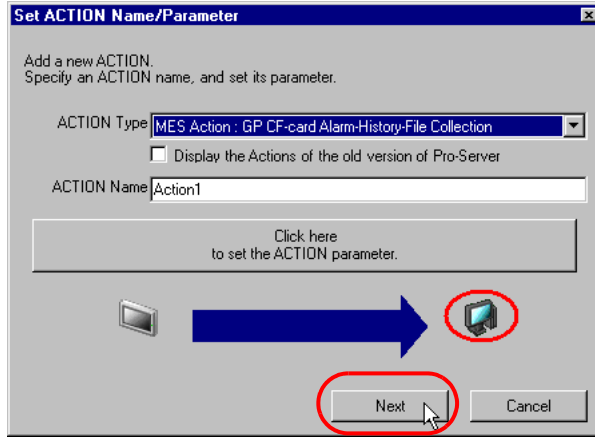 Set ACTION Name/Parameter
Add a new ACTION.
Specify an ACTION name, and set its parameter.
ACTION Type MES Action : GP CF-card Alarm-History-File Collection
Display the Actions of the old version of Pro-Server
ACTION Name Action1
Click here
to set the ACTION parameter.
Next Cancel